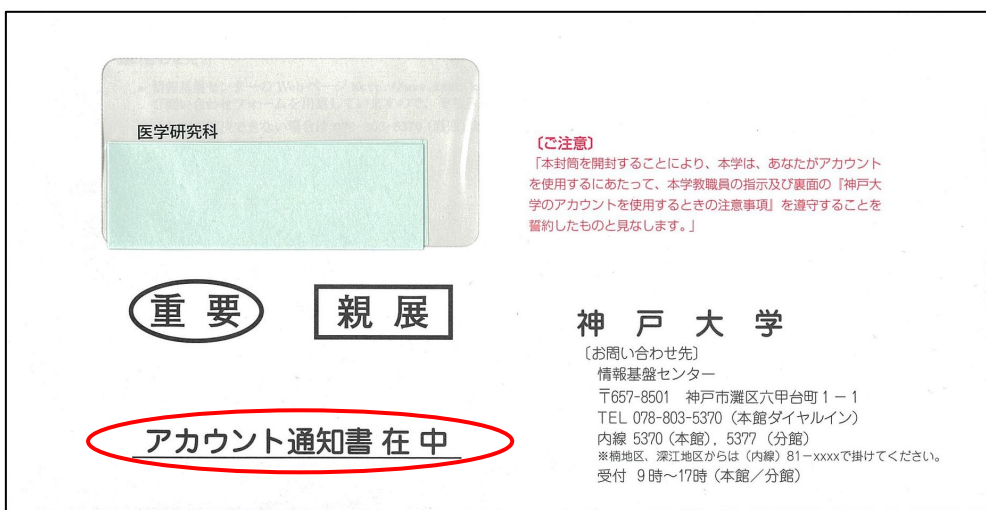 医学研究科
〔ご注意〕
「本封筒を開封することにより、本学は、あなたがアカウント
を使用するにあたって、本学教職員の指示及び裏面の『神戸大
学のアカウントを使用するときの注意事項』を遵守することを
誓約したものと見なします。」
重要
親展
アカウント通知書在中
神戸大学
〔お問い合わせ先〕
情報基盤センター
〒657-8501 神戸市灘区六甲台町1-1
TEL 078-803-5370(本館ダイヤルイン)
内線 5370(本館),5377(分館)
※楠地区、深江地区からは(内線)81-xxxxで掛けてください。
受付 9時~17時(本館/分館)